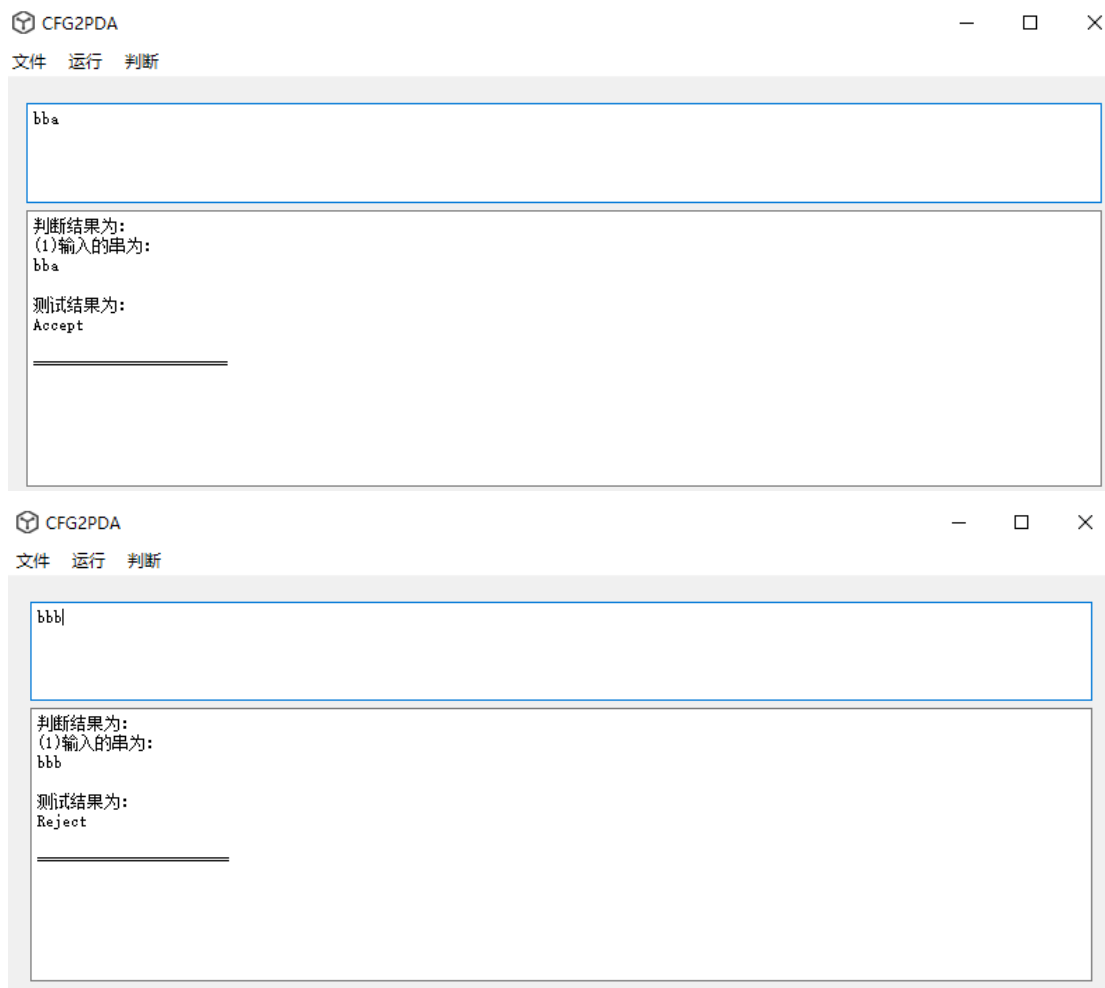 CFG2PDA
文件 运行 判断
bba
判断结果为:
(1)输入的串为:
bba
测试结果为:
Accept
====================
CFG2PDA
文件 运行 判断
bbb
判断结果为:
(1)输入的串为:
bbb
测试结果为:
Reject
====================